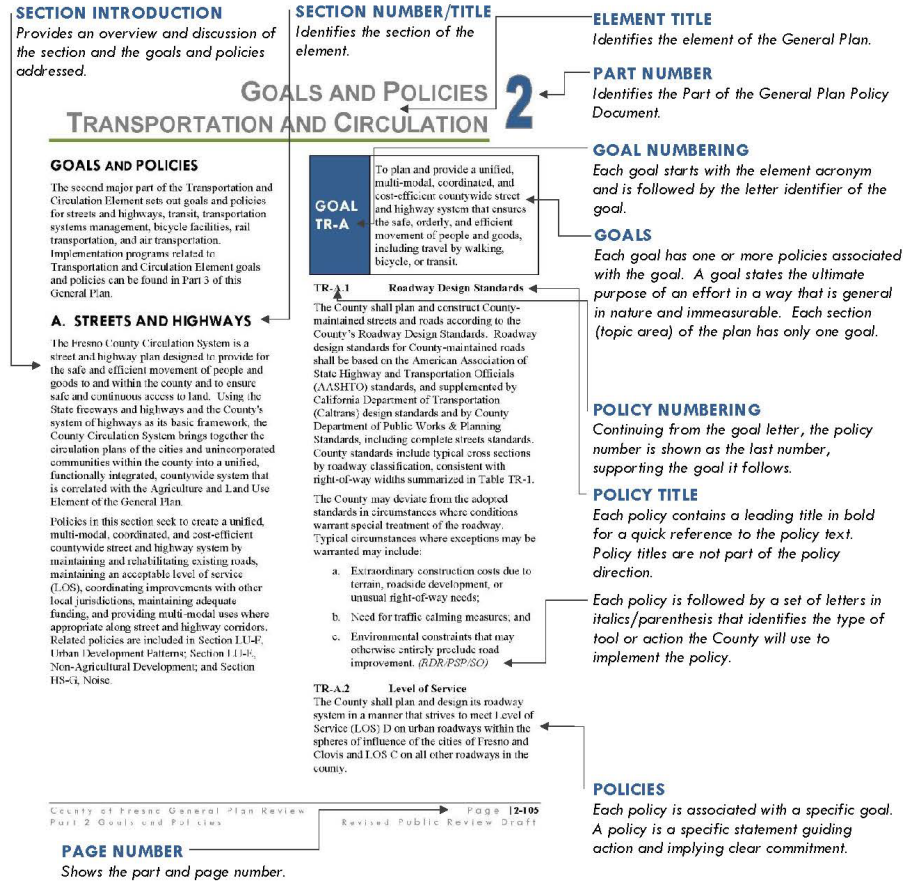 SECTION INTRODUCTION
Provides an overview and discussion of
the section and the goals and policies
addressed.
SECTION NUMBER/TITLE
Identifies the section of the
element.
ELEMENT TITLE
Identifies the element of the General Plan.
PART NUMBER
Identifies the Part of the General Plan Policy
Document.
GOALS AND POLICIES
TRANSPORTATION AND CIRCULATION
2
GOALS AND POLICIES
The second major part of the Transportation and
Circulation Element sets out goals and policies
for streets and highways, transit, transportation
systems management, bicycle facilities, rail
transportation, and air transportation.
Implementation programs related to
Transportation and Circulation Element goals
and policies can be found in Part 3 of this
General Plan.
A. STREETS AND HIGHWAYS
The Fresno County Circulation System is a
street and highway plan designed to provide for
the safe and efficient movement of people and
goods to and within the county and to ensure
safe and continuous access to land. Using the
State freeways and highways and the County's
system of highways as its basic framework, the
County Circulation System brings together the
circulation plans of the cities and unincorporated
communities within the county into a unified,
functionally integrated, countywide system that
is correlated with the Agriculture and Land Use
Element of the General Plan.
Policies in this section seek to create a unified,
multi-modal, coordinated, and cost-efficient
countywide street and highway system by
maintaining and rehabilitating existing roads,
maintaining an acceptable level of service
(LOS), coordinating improvements with other
local jurisdictions, maintaining adequate
funding, and providing multi-modal uses where
appropriate along street and highway corridors.
Related policies are included in Section LU-F,
Urban Development Patterns; Section LU-E,
Non-Agricultural Development; and Section
HS-G, Noise.
GOAL
TR-A
To plan and provide a unified,
multi-modal, coordinated, and
cost-efficient countywide street
and highway system that ensures
the safe, orderly, and efficient
movement of people and goods,
including travel by walking,
bicycle, or transit.
TR-A.1 Roadway Design Standards
The County shall plan and construct County-
maintained streets and roads according to the
County's Roadway Design Standards. Roadway
design standards for County-maintained roads
shall be based on the American Association of
State Highway and Transportation Officials
(AASHTO) standards, and supplemented by
California Department of Transportation
(Caltrans) design standards and by County
Department of Public Works & Planning
Standards, including complete streets standards.
County standards include typical cross sections
by roadway classification, consistent with
right-of-way widths summarized in Table TR-1.
The County may deviate from the adopted
standards in circumstances where conditions
warrant special treatment of the roadway.
Typical circumstances where exceptions may be
warranted may include:
a. Extraordinary construction costs due to
terrain, roadside development, or
unusual right-of-way needs;
b. Need for traffic calming measures; and
c. Environmental constraints that may
otherwise entirely preclude road
improvement. (RDR/PSP/SO)
TR-A.2 Level of Service
The County shall plan and design its roadway
system in a manner that strives to meet Level of
Service (LOS) D on urban roadways within the
spheres of influence of the cities of Fresno and
Clovis and LOS C on all other roadways in the
county.
GOAL NUMBERING
Each goal starts with the element acronym
and is followed by the letter identifier of the
goal.
GOALS
Each goal has one or more policies associated
with the goal. A goal states the ultimate
purpose of an effort in a way that is general
in nature and immeasurable. Each section
(topic area) of the plan has only one goal.
POLICY NUMBERING
Continuing from the goal letter, the policy
number is shown as the last number,
supporting the goal it follows.
POLICY TITLE
Each policy contains a leading title in bold
for a quick reference to the policy text.
Policy titles are not part of the policy
direction.
Each policy is followed by a set of letters in
italics/parenthesis that identifies the type of
tool or action the County will use to
implement the policy.
POLICIES
Each policy is associated with a specific goal.
A policy is a specific statement guiding
action and implying clear commitment.
County of Fresno General Plan Review
Part 2 Goals and Policies
Page |2-105
Revised Public Review Draft
PAGE NUMBER
Shows the part and page number.